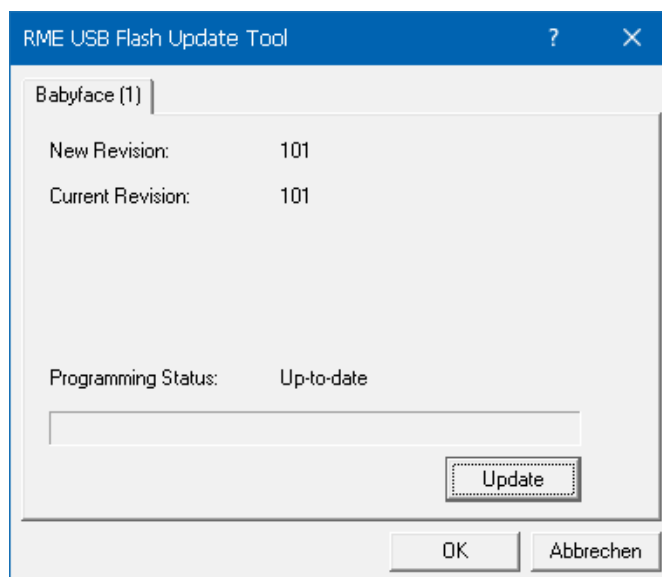 RME USB Flash Update Tool ? ✕
Babyface (1)
New Revision: 101
Current Revision: 101
Programming Status: Up-to-date
Update
OK Abbrechen